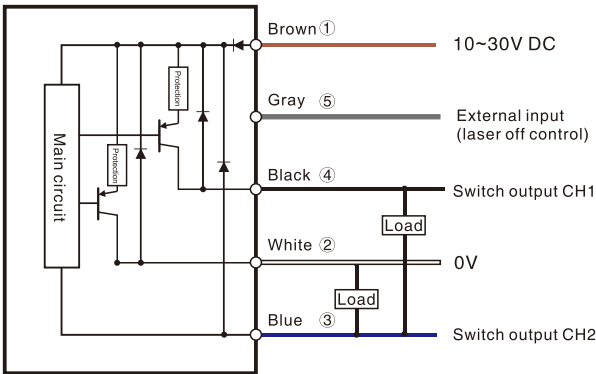 Brown ①
10~30V DC
Protection
Gray ⑤
External input
(laser off control)
Main circuit
Protection
Black ④
Switch output CH1
Load
White ②
0V
Load
Blue ③
Switch output CH2